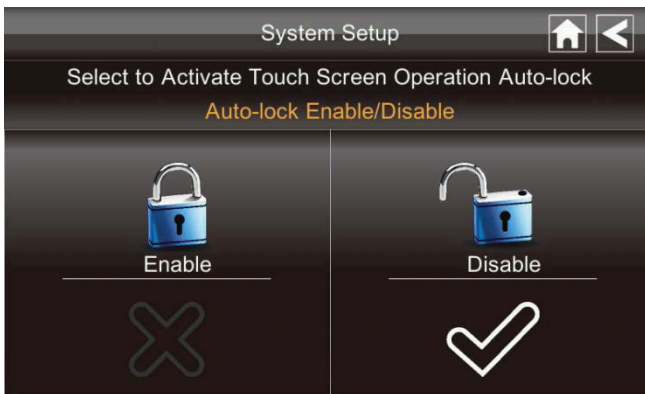 System Setup
Select to Activate Touch Screen Operation Auto-lock
Auto-lock Enable/Disable
Enable
Disable